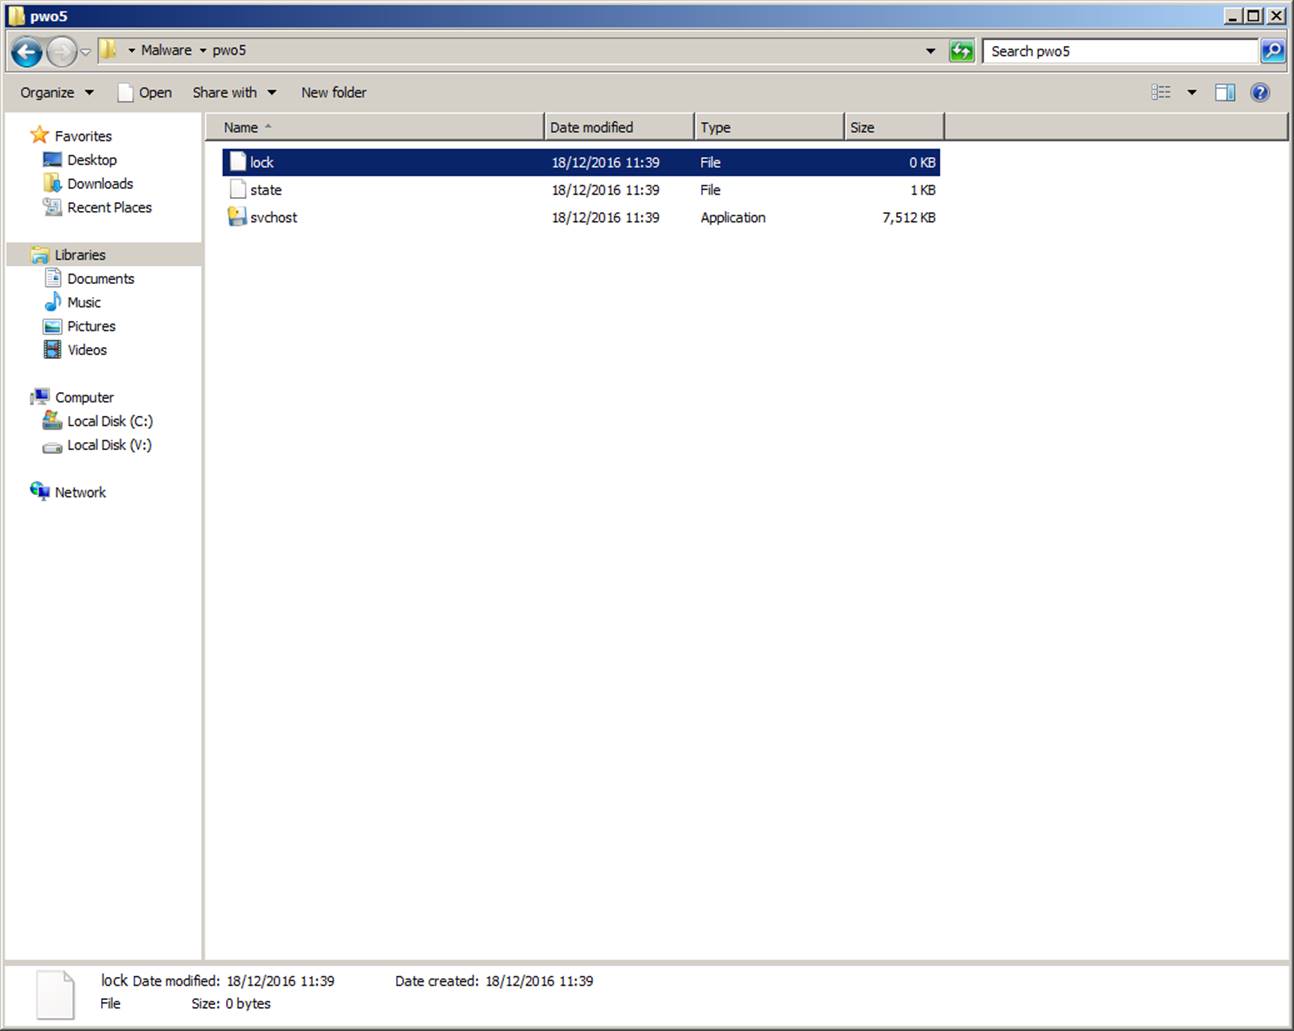 pwo5
Malware pwo5
Search pwo5
Organize Open Share with New folder
Name Date modified Type Size
Favorites
Desktop
Downloads
Recent Places
Libraries
Documents
Music
Pictures
Videos
Computer
Local Disk (C:)
Local Disk (V:)
Network
lock 18/12/2016 11:39 File 0 KB
state 18/12/2016 11:39 File 1 KB
svchost 18/12/2016 11:39 Application 7,512 KB
lock Date modified: 18/12/2016 11:39 Date created: 18/12/2016 11:39
File Size: 0 bytes